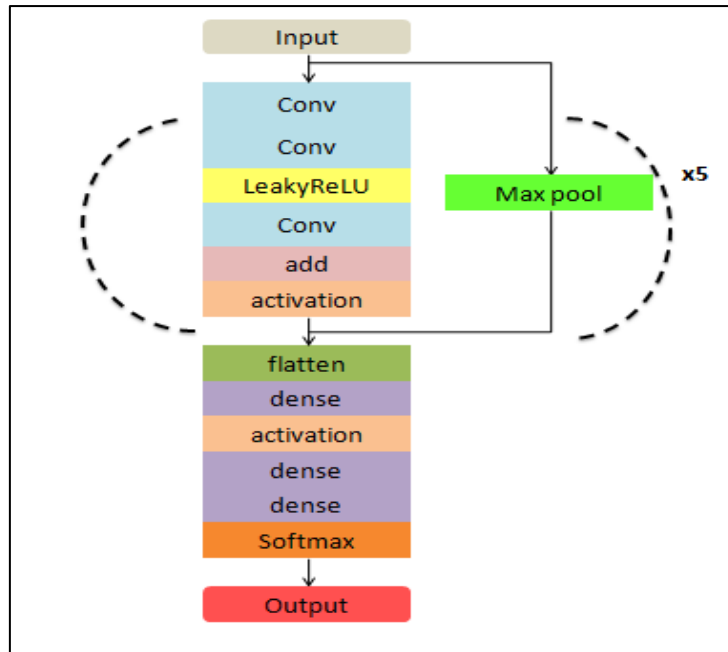 Input
Conv
Conv
LeakyReLU
Conv
add
activation
Max pool
x5
flatten
dense
activation
dense
dense
Softmax
Output